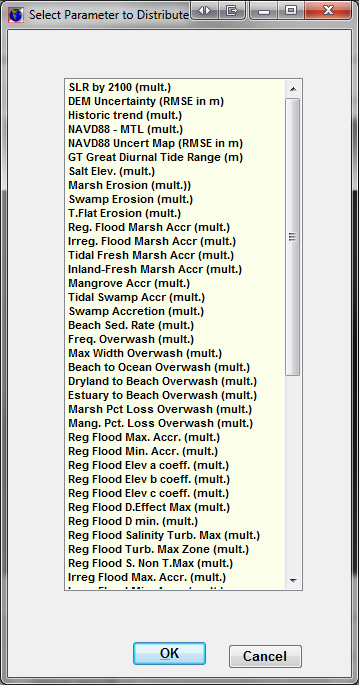 Select Parameter to Distribute
SLR by 2100 (mult.)
DEM Uncertainty (RMSE in m)
Historic trend (mult.)
NAVD88 - MTL (mult.)
NAVD88 Uncert Map (RMSE in m)
GT Great Diurnal Tide Range (m)
Salt Elev. (mult.)
Marsh Erosion (mult.))
Swamp Erosion (mult.)
T.Flat Erosion (mult.)
Reg. Flood Marsh Accr (mult.)
Irreg. Flood Marsh Accr (mult.)
Tidal Fresh Marsh Accr (mult.)
Inland-Fresh Marsh Accr (mult.)
Mangrove Accr (mult.)
Tidal Swamp Accr (mult.)
Swamp Accretion (mult.)
Beach Sed. Rate (mult.)
Freq. Overwash (mult.)
Max Width Overwash (mult.)
Beach to Ocean Overwash (mult.)
Dryland to Beach Overwash (mult.)
Estuary to Beach Overwash (mult.)
Marsh Pct Loss Overwash (mult.)
Mang. Pct. Loss Overwash (mult.)
Reg Flood Max. Accr. (mult.)
Reg Flood Min. Accr. (mult.)
Reg Flood Elev a coeff. (mult.)
Reg Flood Elev b coeff. (mult.)
Reg Flood Elev c coeff. (mult.)
Reg Flood D.Effect Max (mult.)
Reg Flood D min. (mult.)
Reg Flood Salinity Turb. Max (mult.)
Reg Flood Turb. Max Zone (mult.)
Reg Flood S. Non T.Max (mult.)
Irreg Flood Max. Accr. (mult.)
OK
Cancel